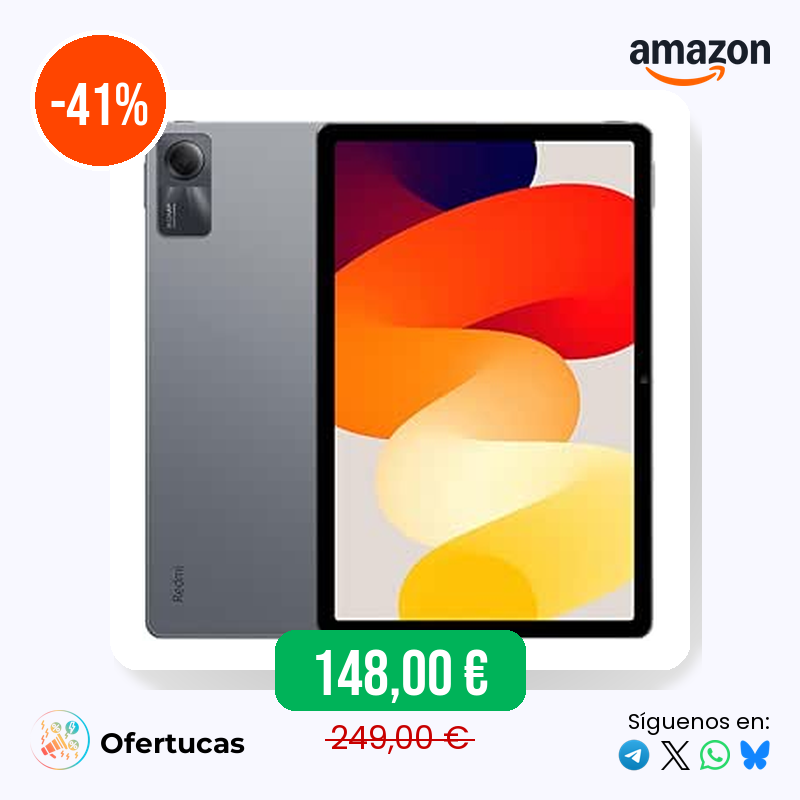 -41%
amazon
Redmi
148,00 €
249,00 €
Ofertucas
Síguenos en: